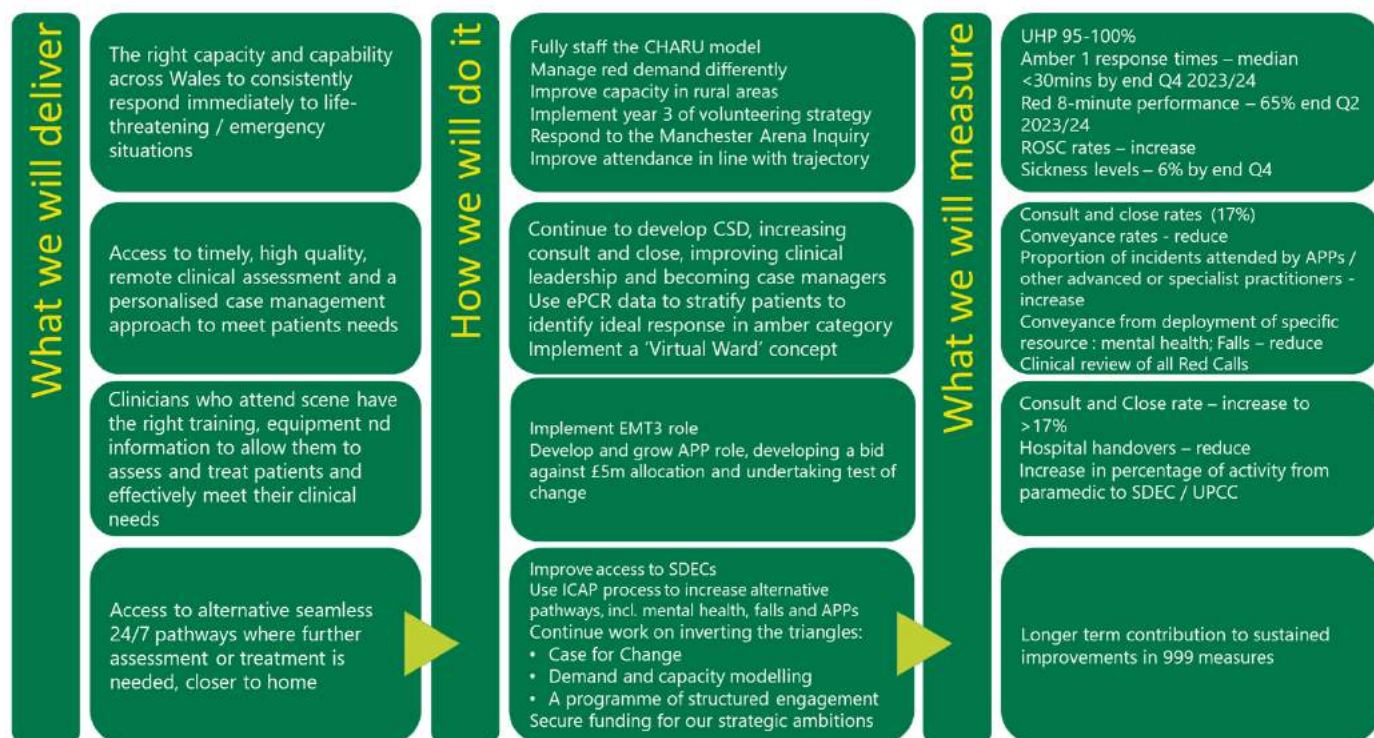 What we will deliver
The right capacity and capability
across Wales to consistently
respond immediately to life-
threatening / emergency
situations
Access to timely, high quality,
remote clinical assessment and a
personalised case management
approach to meet patients needs
Clinicians who attend scene have
the right training, equipment nd
information to allow them to
assess and treat patients and
effectively meet their clinical
needs
Access to alternative seamless
24/7 pathways where further
assessment or treatment is
needed, closer to home
How we will do it
Fully staff the CHARU model
Manage red demand differently
Improve capacity in rural areas
Implement year 3 of volunteering strategy
Respond to the Manchester Arena Inquiry
Improve attendance in line with trajectory
Continue to develop CSD, increasing
consult and close, improving clinical
leadership and becoming case managers
Use ePCR data to stratify patients to
identify ideal response in amber category
Implement a 'Virtual Ward' concept
Implement EMT3 role
Develop and grow APP role, developing a bid
against £5m allocation and undertaking test of
change
Improve access to SDECs
Use ICAP process to increase alternative
pathways, incl. mental health, falls and APPs
Continue work on inverting the triangles:
• Case for Change
• Demand and capacity modelling
• A programme of structured engagement
Secure funding for our strategic ambitions
What we will measure
UHP 95-100%
Amber 1 response times – median
<30mins by end Q4 2023/24
Red 8-minute performance – 65% end Q2
2023/24
ROSC rates – increase
Sickness levels – 6% by end Q4
Consult and close rates (17%)
Conveyance rates - reduce
Proportion of incidents attended by APPs /
other advanced or specialist practitioners -
increase
Conveyance from deployment of specific
resource : mental health; Falls – reduce
Clinical review of all Red Calls
Consult and Close rate – increase to
>17%
Hospital handovers – reduce
Increase in percentage of activity from
paramedic to SDEC / UPCC
Longer term contribution to sustained
improvements in 999 measures